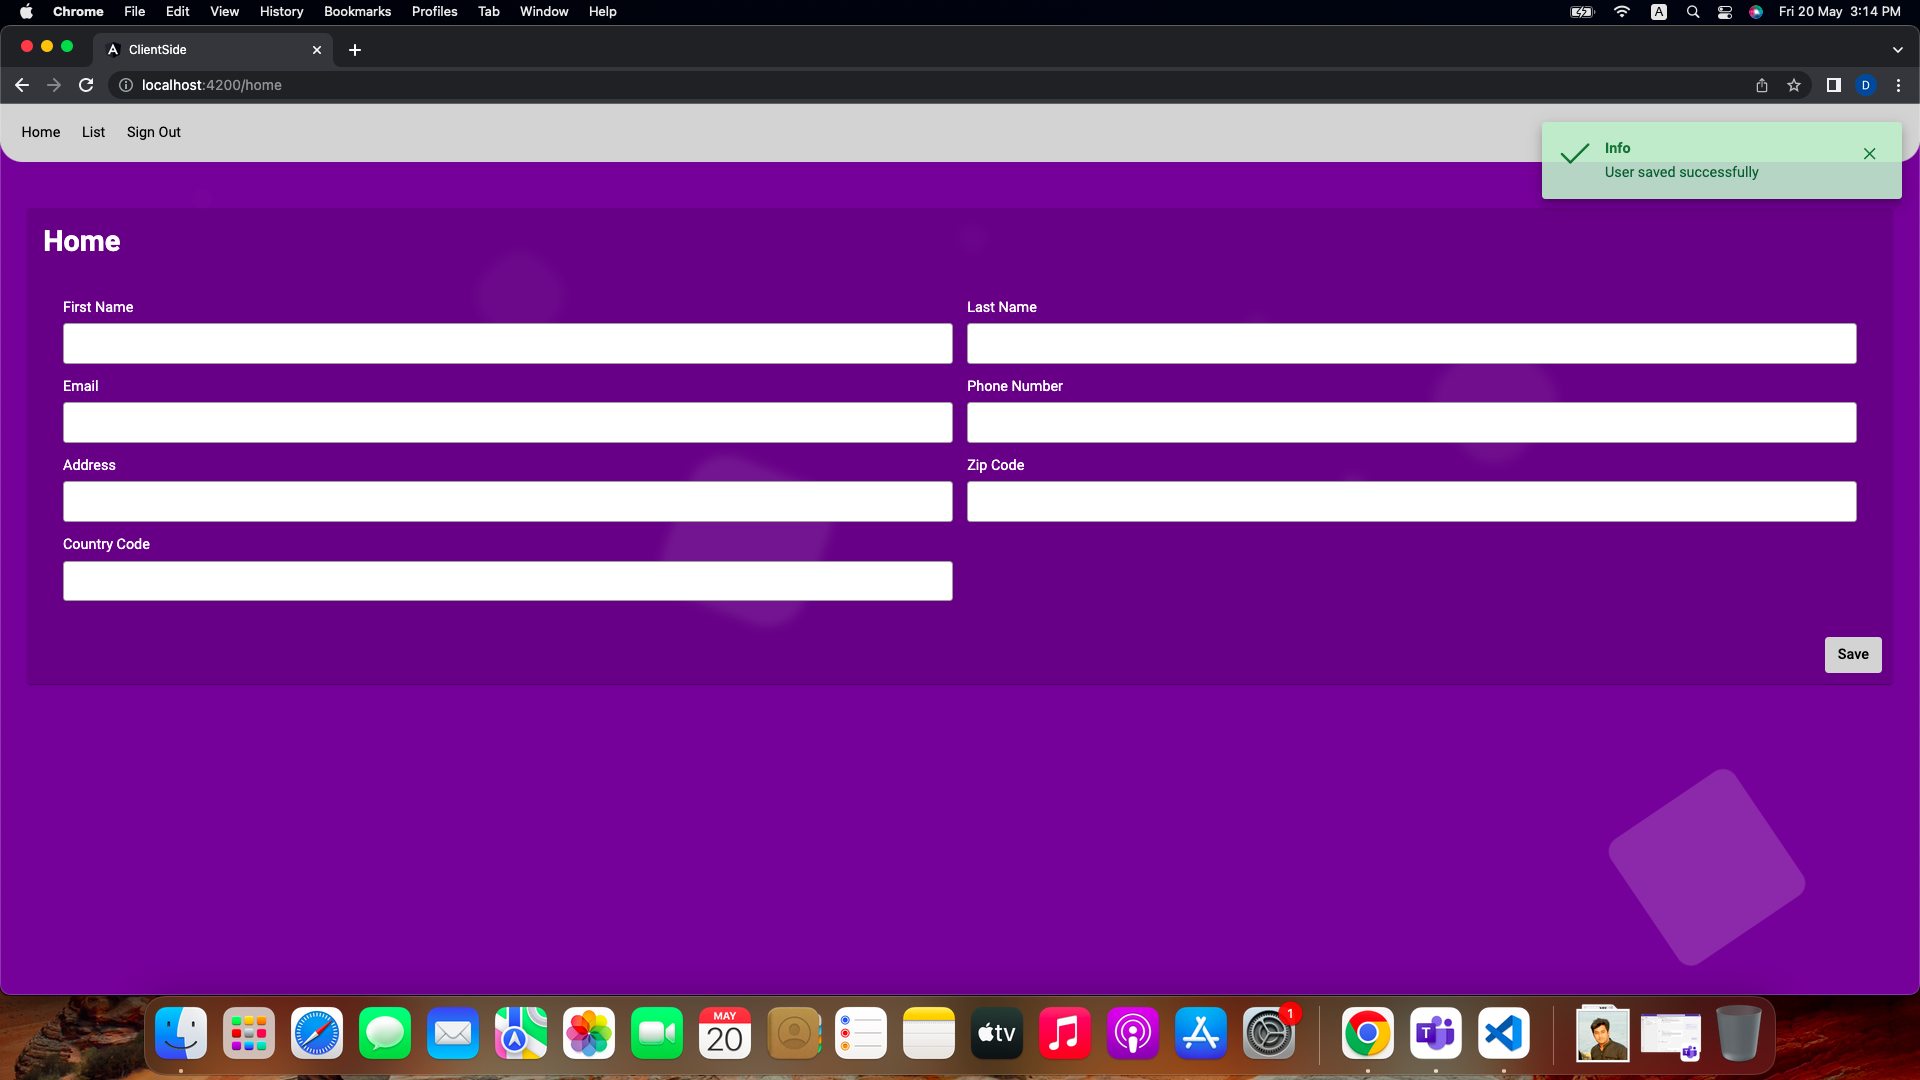 Chrome File Edit View History Bookmarks Profiles Tab Window Help A Fri 20 May 3:14 PM
ClientSide
localhost:4200/home D
Home List Sign Out
Info
User saved successfully
Home
First Name Last Name
Email Phone Number
Address Zip Code
Country Code
Save
MAY
20
tv
1
T